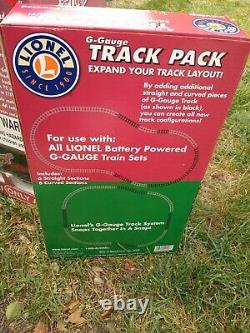 LIONEL
SINCE 1900
G-Gauge
TRACK PACK
EXPAND YOUR TRACK LAYOUT!
By adding additional
straight and curved pieces
of G-Gauge Track
(as shown in black),
you can create all new
track configurations!
For use with:
All LIONEL Battery Powered
G-GAUGE Train Sets
Includes:
6 Straight Sections
6 Curved Sections
Lionel's G-Gauge Track System
Snaps Together In A Snap!
WAR